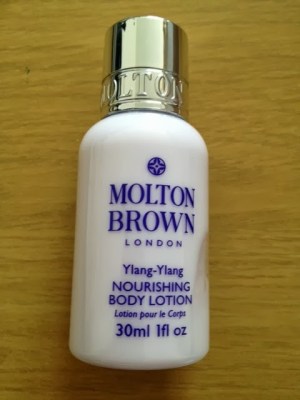 MOLTON
MOLTON
BROWN
LONDON
Ylang-Ylang
NOURISHING
BODY LOTION
Lotion pour le Corps
30ml 1fl oz